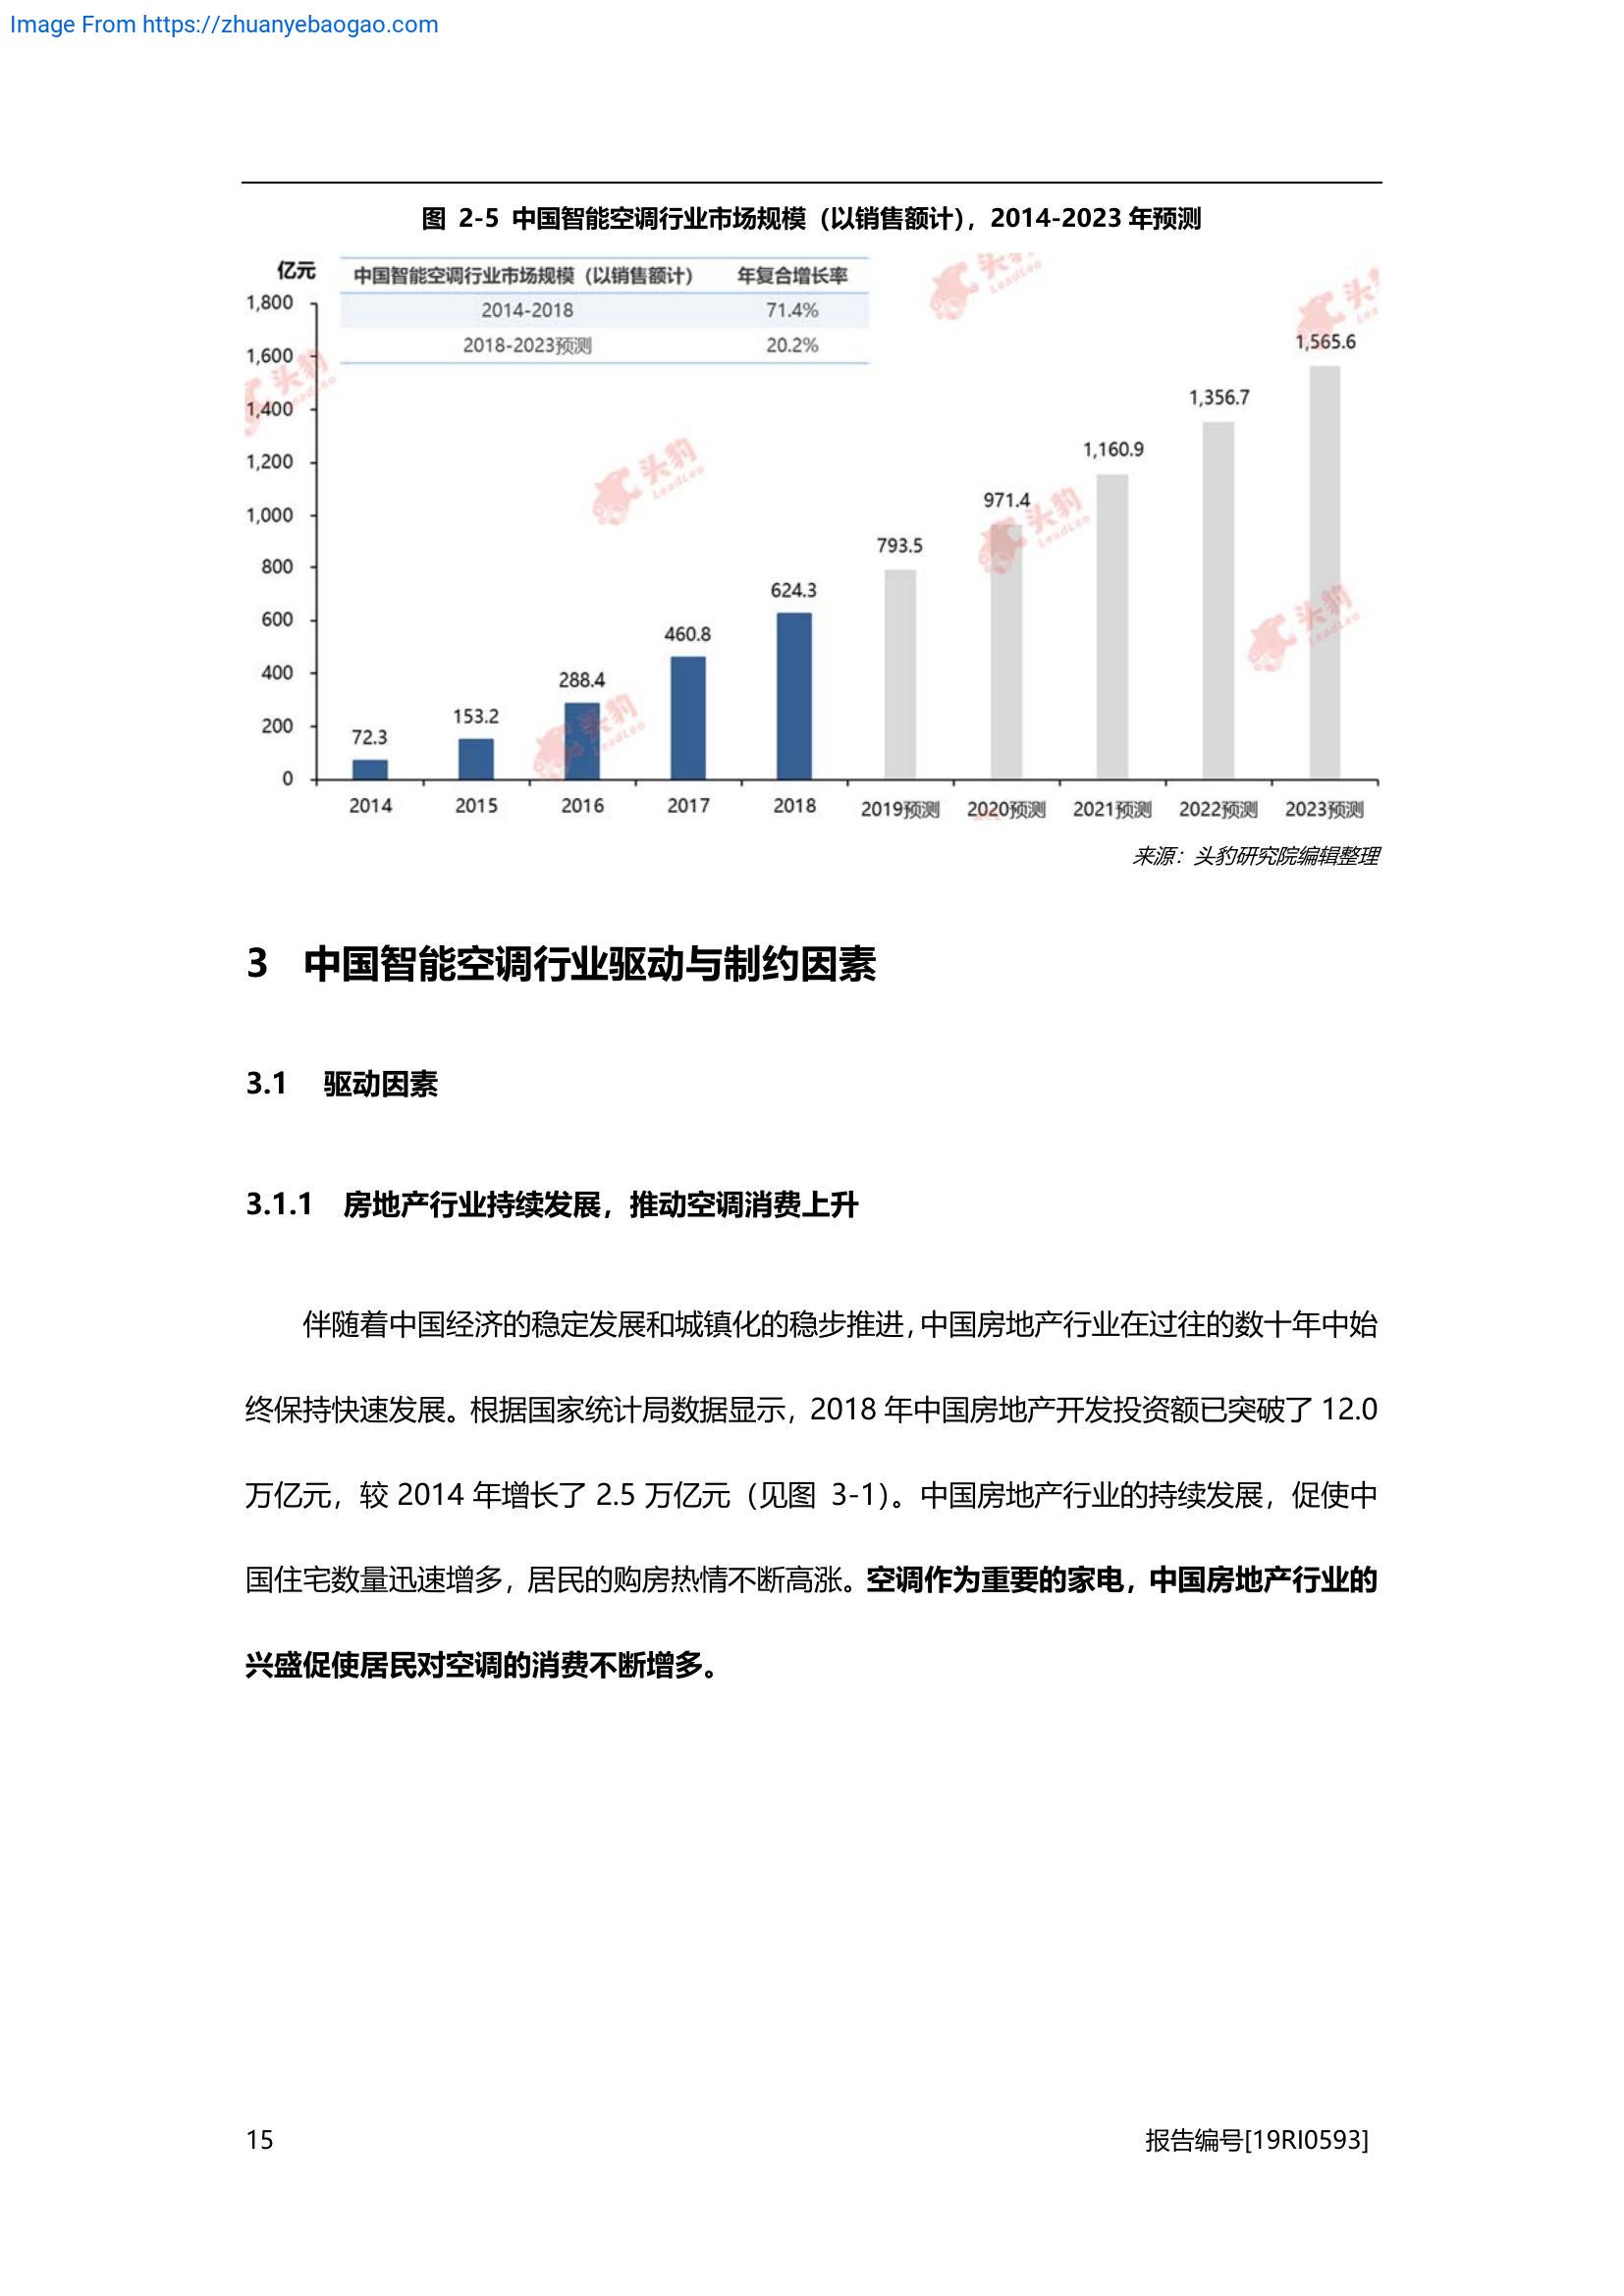 Image From https://zhuanyebaogao.com
图 2-5 中国智能空调行业市场规模（以销售额计），2014-2023 年预测
亿元
中国智能空调行业市场规模（以销售额计） 年复合增长率
2014-2018 71.4%
2018-2023预测 20.2%
1,800
1,600
1,400
1,200
1,000
800
600
400
200
0
72.3
153.2
288.4
460.8
624.3
793.5
971.4
1,160.9
1,356.7
1,565.6
2014 2015 2016 2017 2018 2019预测 2020预测 2021预测 2022预测 2023预测
头豹
LeadLeo
来源：头豹研究院编辑整理
3 中国智能空调行业驱动与制约因素
3.1 驱动因素
3.1.1 房地产行业持续发展，推动空调消费上升
伴随着中国经济的稳定发展和城镇化的稳步推进，中国房地产行业在过往的数十年中始
终保持快速发展。根据国家统计局数据显示，2018 年中国房地产开发投资额已突破了 12.0
万亿元，较 2014 年增长了 2.5 万亿元（见图 3-1）。中国房地产行业的持续发展，促使中
国住宅数量迅速增多，居民的购房热情不断高涨。空调作为重要的家电，中国房地产行业的
兴盛促使居民对空调的消费不断增多。
15 报告编号[19RI0593]